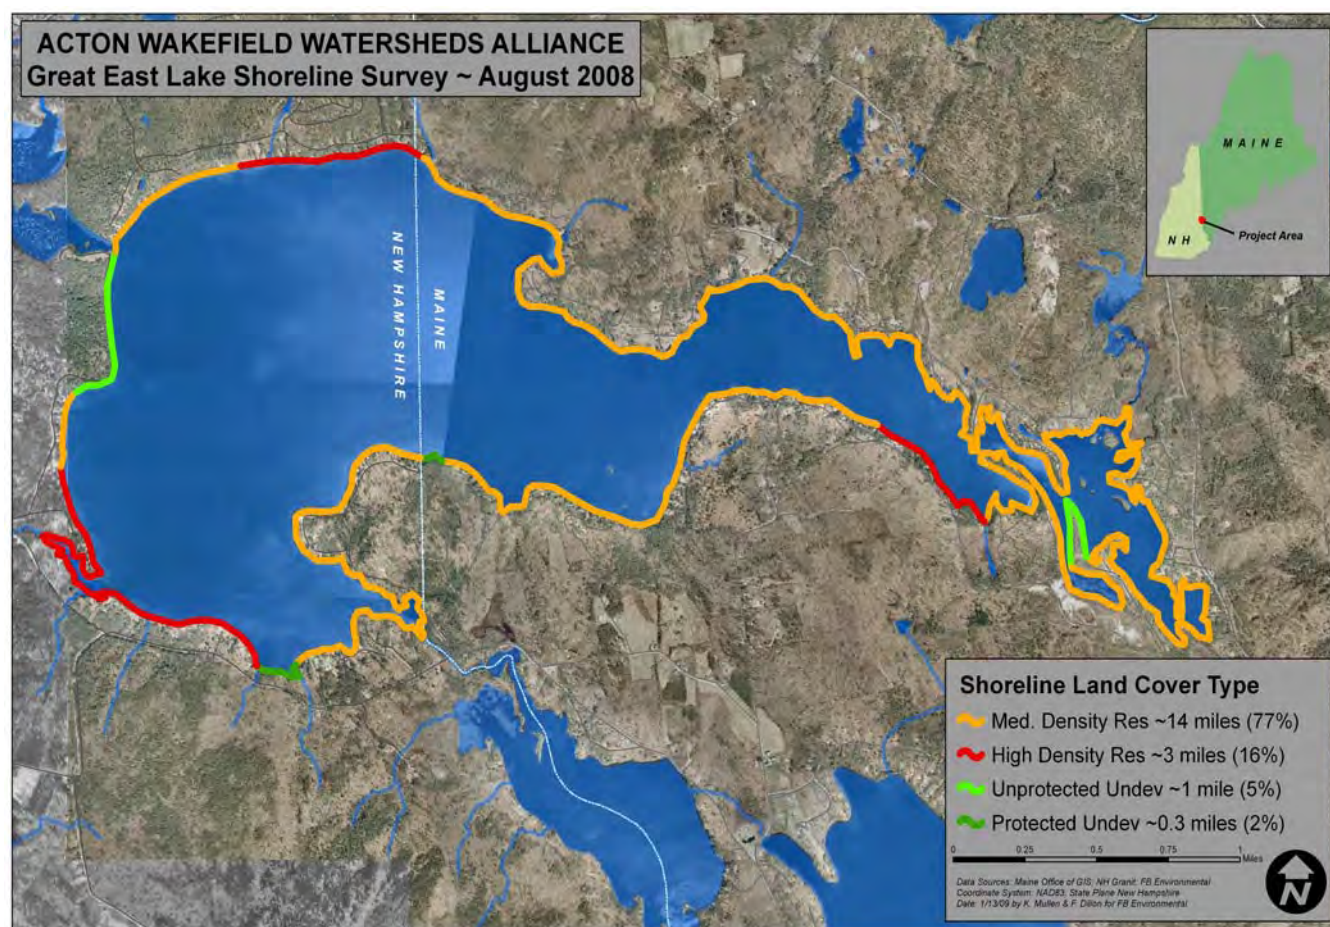 ACTON WAKEFIELD WATERSHEDS ALLIANCE
Great East Lake Shoreline Survey ~ August 2008
MAINE
NH
Project Area
NEW HAMPSHIRE
MAINE
Shoreline Land Cover Type
Med. Density Res ~14 miles (77%)
High Density Res ~3 miles (16%)
Unprotected Undev ~1 mile (5%)
Protected Undev ~0.3 miles (2%)
0 0.25 0.5 0.75 1
Miles
Data Sources: Maine Office of GIS; NH Granit; FB Environmental
Coordinate System: NAD83, State Plane New Hampshire
Date: 1/13/09 by K. Mullen & F. Dillon for FB Environmental
N